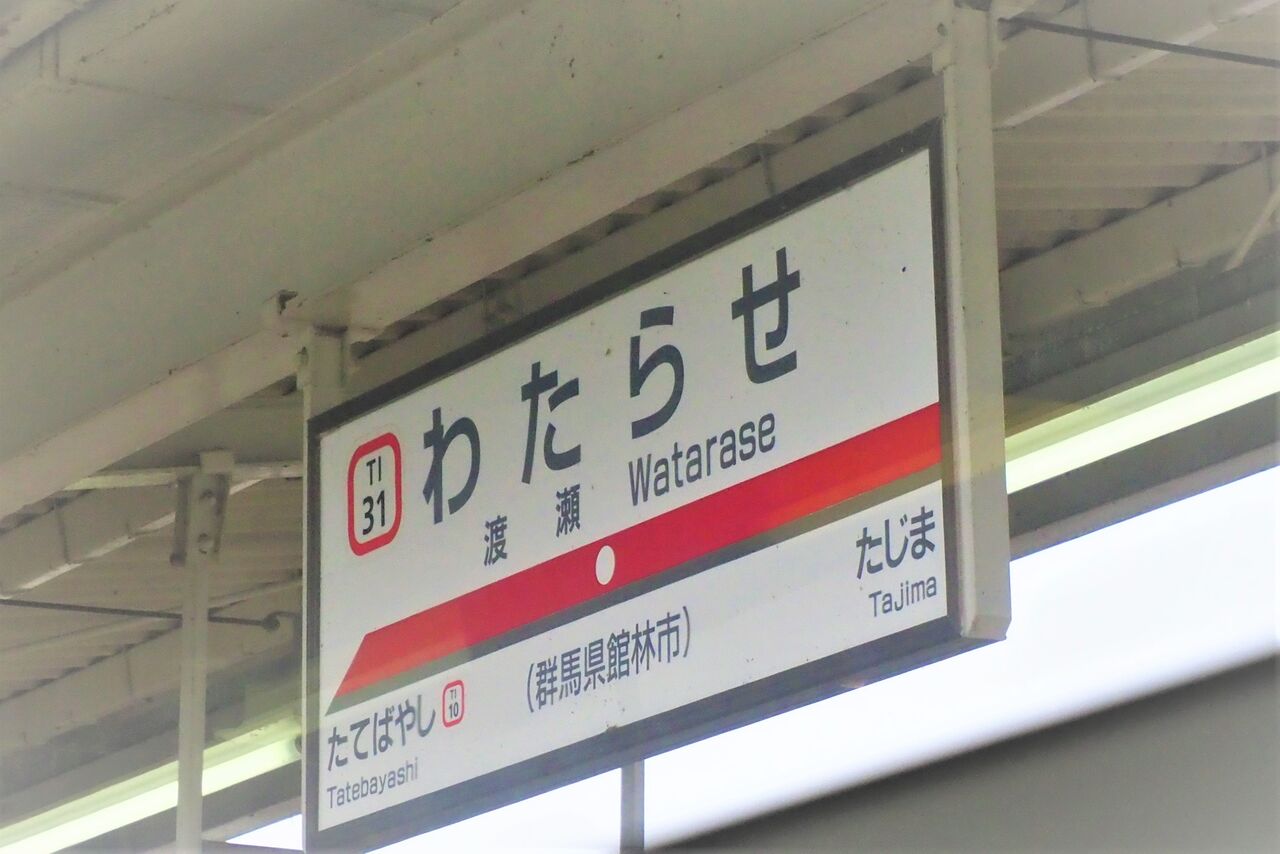 TI
31
わたらせ
渡瀬
Watarase
たてばやし
TI
10
Tatebayashi
(群馬県館林市)
たじま
Tajima